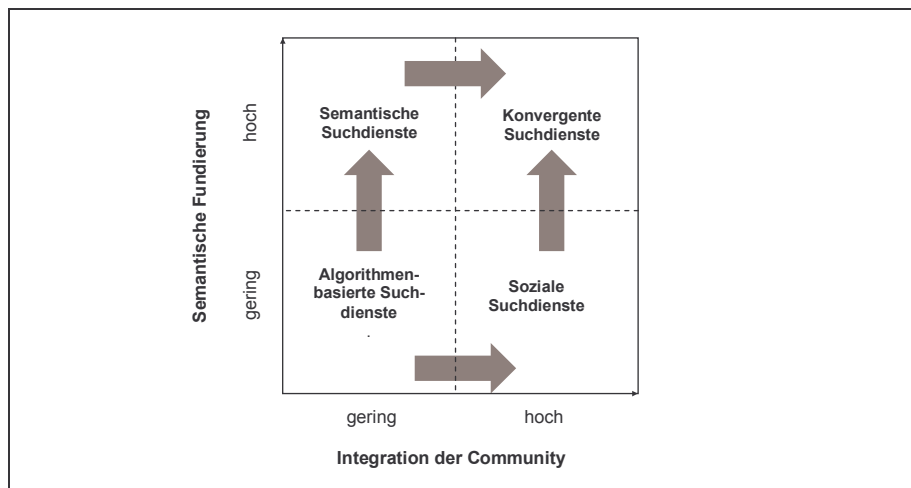 Semantische Fundierung
hoch
gering
Semantische
Suchdienste
Konvergente
Suchdienste
Algorithmen-
basierte Such-
dienste
.
Soziale
Suchdienste
gering
hoch
Integration der Community